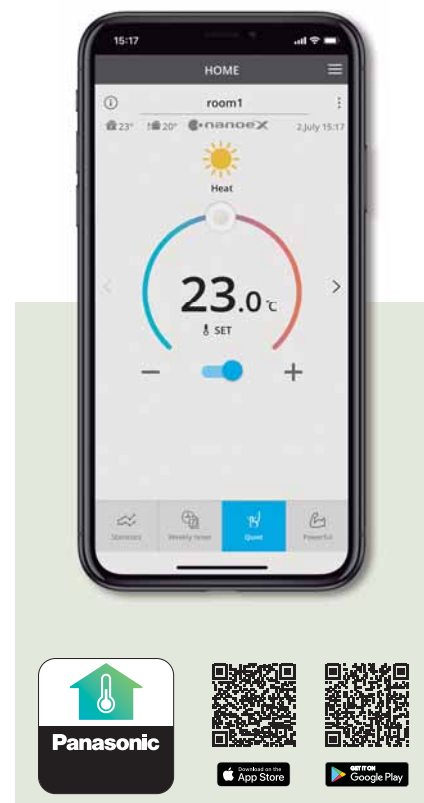 15:17
HOME
room1
23° 20° nanoeX 2,July 15:17
Heat
23.0 ℃
SET
− +
Statistics Weekly timer Quiet Powerful
Panasonic
Download on the
App Store
GET IT ON
Google Play